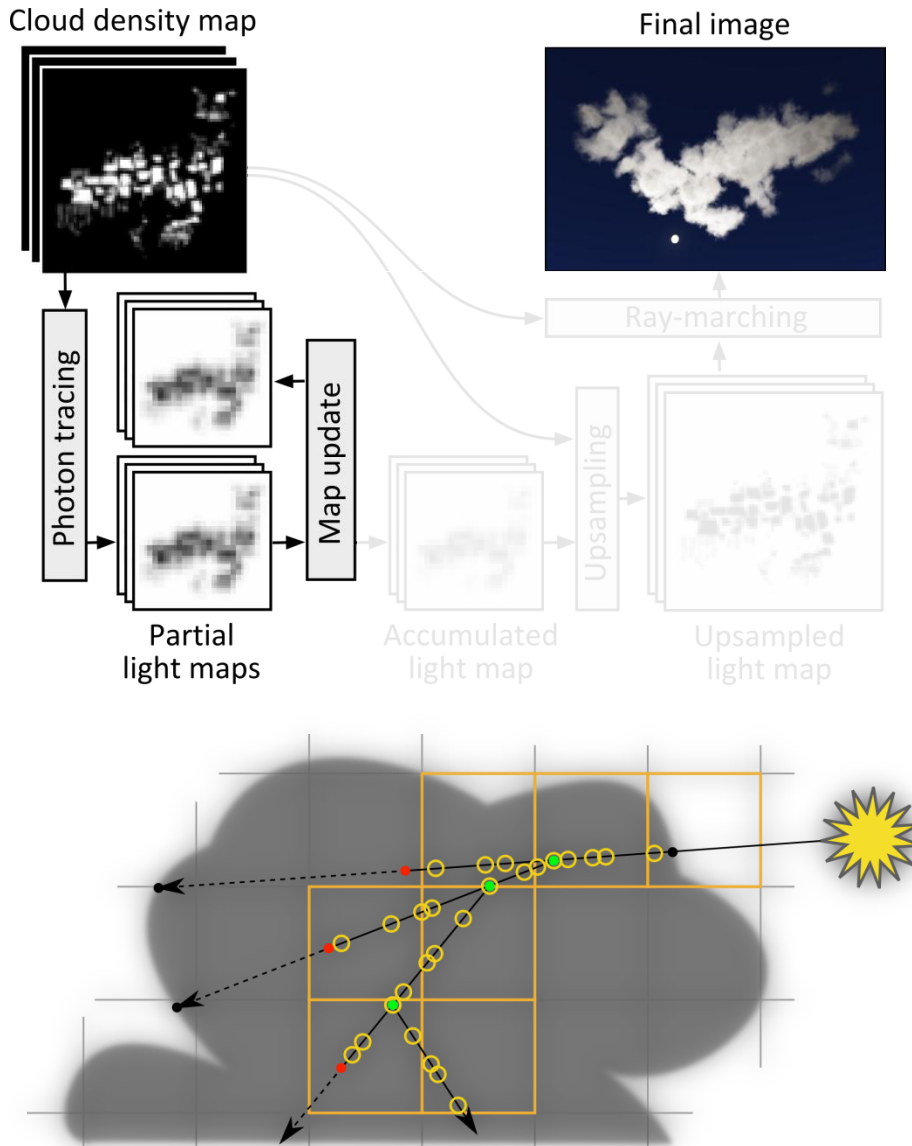 Cloud density map
Final image
Ray-marching
Photon tracing
Map update
Upsampling
Partial
light maps
Accumulated
light map
Upsampled
light map